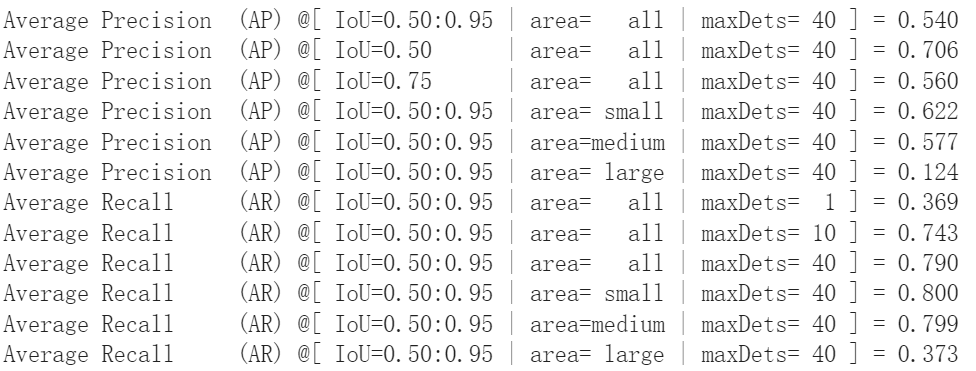 Average Precision  (AP) @[ IoU=0.50:0.95 | area=   all | maxDets= 40 ] = 0.540
Average Precision  (AP) @[ IoU=0.50      | area=   all | maxDets= 40 ] = 0.706
Average Precision  (AP) @[ IoU=0.75      | area=   all | maxDets= 40 ] = 0.560
Average Precision  (AP) @[ IoU=0.50:0.95 | area= small | maxDets= 40 ] = 0.622
Average Precision  (AP) @[ IoU=0.50:0.95 | area=medium | maxDets= 40 ] = 0.577
Average Precision  (AP) @[ IoU=0.50:0.95 | area= large | maxDets= 40 ] = 0.124
Average Recall     (AR) @[ IoU=0.50:0.95 | area=   all | maxDets=  1 ] = 0.369
Average Recall     (AR) @[ IoU=0.50:0.95 | area=   all | maxDets= 10 ] = 0.743
Average Recall     (AR) @[ IoU=0.50:0.95 | area=   all | maxDets= 40 ] = 0.790
Average Recall     (AR) @[ IoU=0.50:0.95 | area= small | maxDets= 40 ] = 0.800
Average Recall     (AR) @[ IoU=0.50:0.95 | area=medium | maxDets= 40 ] = 0.799
Average Recall     (AR) @[ IoU=0.50:0.95 | area= large | maxDets= 40 ] = 0.373